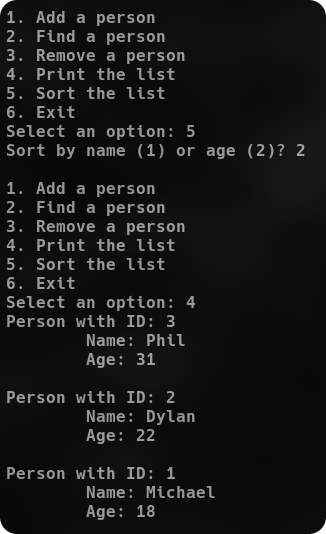 1. Add a person
2. Find a person
3. Remove a person
4. Print the list
5. Sort the list
6. Exit
Select an option: 5
Sort by name (1) or age (2)? 2

1. Add a person
2. Find a person
3. Remove a person
4. Print the list
5. Sort the list
6. Exit
Select an option: 4
Person with ID: 3
        Name: Phil
        Age: 31

Person with ID: 2
        Name: Dylan
        Age: 22

Person with ID: 1
        Name: Michael
        Age: 18